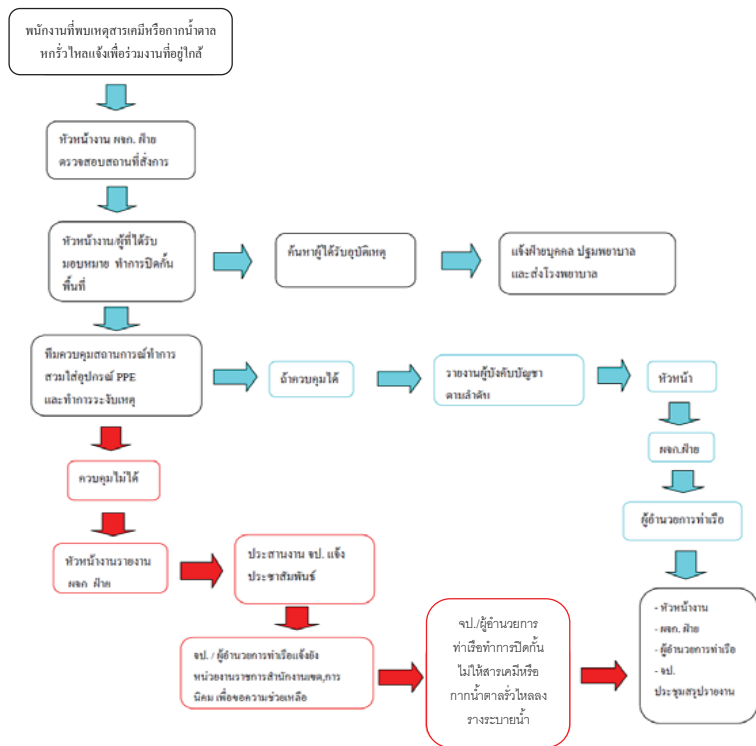 พนักงานที่พบเหตุสารเคมีหรือกากน้ำตาล
หกรั่วไหลแจ้งเพื่อร่วมงานที่อยู่ใกล้
หัวหน้างาน ผจก. ฝ่าย
ตรวจสอบสถานที่สั่งการ
หัวหน้างาน/ผู้ที่ได้รับ
มอบหมาย ทำการปิดกั้น
พื้นที่
ค้นหาผู้ได้รับอุบัติเหตุ
แจ้งฝ่ายบุคคล ปฐมพยาบาล
และส่งโรงพยาบาล
ทีมควบคุมสถานการณ์ทำการ
สวมใส่อุปกรณ์ PPE
และทำการระงับเหตุ
ถ้าควบคุมได้
รายงานผู้บังคับบัญชา
ตามลำดับ
หัวหน้า
ผจก.ฝ่าย
ผู้อำนวยการท่าเรือ
ควบคุมไม่ได้
หัวหน้างานรายงาน
ผจก ฝ่าย
ประสานงาน จป. แจ้ง
ประชาสัมพันธ์
จป. / ผู้อำนวยการท่าเรือแจ้งยัง
หน่วยงานราชการสำนักงานเขต,การ
นิคม เพื่อขอความช่วยเหลือ
จป./ผู้อำนวยการ
ท่าเรือทำการปิดกั้น
ไม่ให้สารเคมีหรือ
กากน้ำตาลรั่วไหลลง
รางระบายน้ำ
- หัวหน้างาน
- ผจก. ฝ่าย
- ผู้อำนวยการท่าเรือ
- จป.
ประชุมสรุปรายงาน